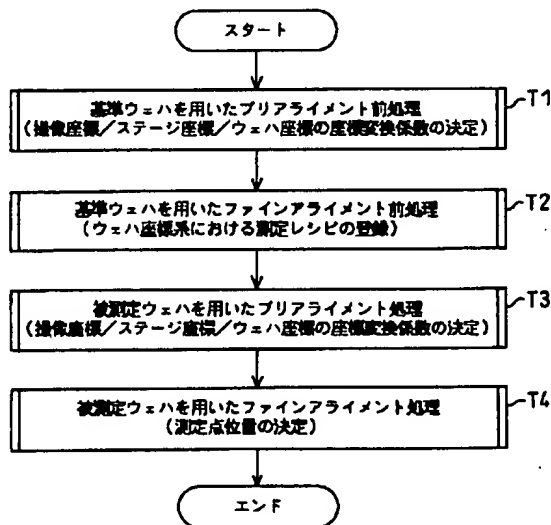 スタート
基準ウェハを用いたプリアライメント前処理
(撮像座標/ステージ座標/ウェハ座標の座標変換係数の決定)
T1
基準ウェハを用いたファインアライメント前処理
(ウェハ座標系における測定レシピの登録)
T2
被測定ウェハを用いたプリアライメント処理
(撮像座標/ステージ座標/ウェハ座標の座標変換係数の決定)
T3
被測定ウェハを用いたファインアライメント処理
(測定点位置の決定)
T4
エンド